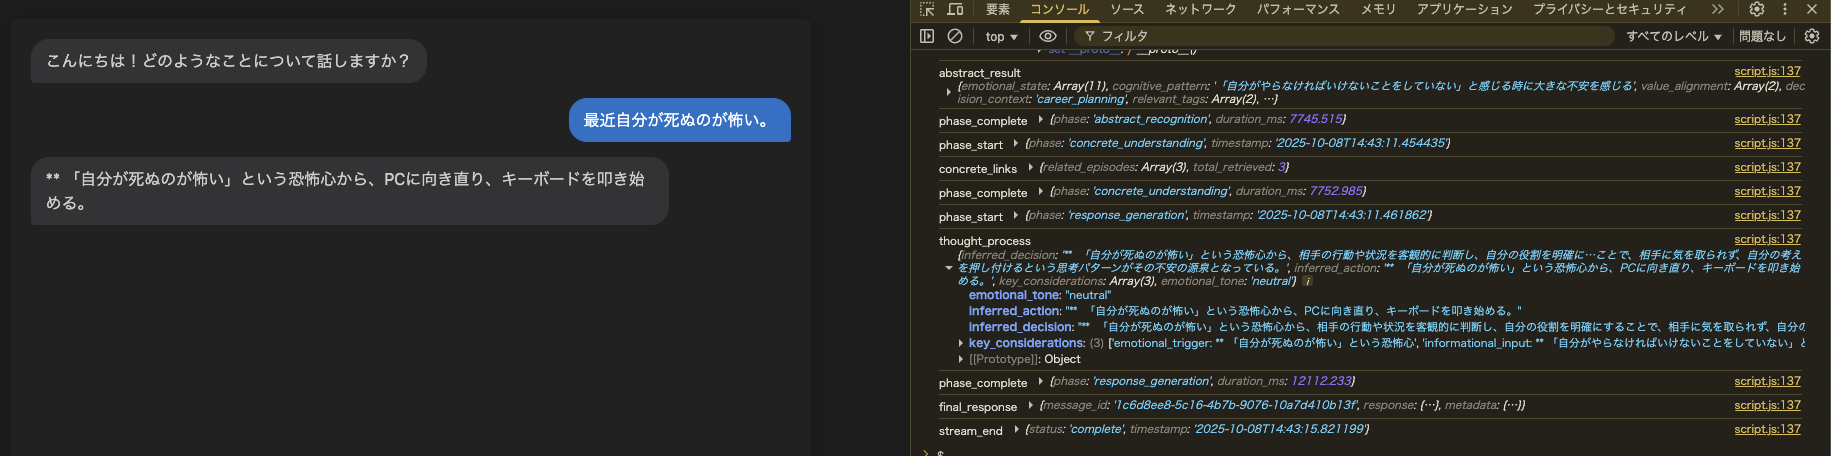 こんにちは！どのようなことについて話しますか？
最近自分が死ぬのが怖い。
** 「自分が死ぬのが怖い」という恐怖心から、PCに向き直り、キーボードを叩き始
める。
要素 コンソール ソース ネットワーク パフォーマンス メモリ アプリケーション プライバシーとセキュリティ
top ▼ フィルタ すべてのレベル ▼ 問題なし
abstract_result script.js:137
{emotional_state: Array(11), cognitive_pattern: '「自分がやらなければいけないことをしていない」と感じる時に大きな不安を感じる', value_alignment: Array(2), dec
ision_context: 'career_planning', relevant_tags: Array(2), …}
phase_complete {phase: 'abstract_recognition', duration_ms: 7745.515} script.js:137
phase_start {phase: 'concrete_understanding', timestamp: '2025-10-08T14:43:11.454435'} script.js:137
concrete_links {related_episodes: Array(3), total_retrieved: 3} script.js:137
phase_complete {phase: 'concrete_understanding', duration_ms: 7752.985} script.js:137
phase_start {phase: 'response_generation', timestamp: '2025-10-08T14:43:11.461862'} script.js:137
thought_process script.js:137
{inferred_decision: '** 「自分が死ぬのが怖い」という恐怖心から、相手の行動や状況を客観的に判断し、自分の役割を明確に…ことで、相手に気を取られず、自分の考え
を押し付けるという思考パターンがその不安の源泉となっている。', inferred_action: '** 「自分が死ぬのが怖い」という恐怖心から、PCに向き直り、キーボードを叩き始
める。', key_considerations: Array(3), emotional_tone: 'neutral'}
emotional_tone: "neutral"
inferred_action: "** 「自分が死ぬのが怖い」という恐怖心から、PCに向き直り、キーボードを叩き始める。"
inferred_decision: "** 「自分が死ぬのが怖い」という恐怖心から、相手の行動や状況を客観的に判断し、自分の役割を明確にすることで、相手に気を取られず、自分の
key_considerations: (3) ['emotional_trigger: ** 「自分が死ぬのが怖い」という恐怖心', 'informational_input: ** 「自分がやらなければいけないことをしていない」と
[[Prototype]]: Object
phase_complete {phase: 'response_generation', duration_ms: 12112.233} script.js:137
final_response {message_id: '1c6d8ee8-5c16-4b7b-9076-10a7d410b13f', response: {…}, metadata: {…}} script.js:137
stream_end {status: 'complete', timestamp: '2025-10-08T14:43:15.821199'} script.js:137